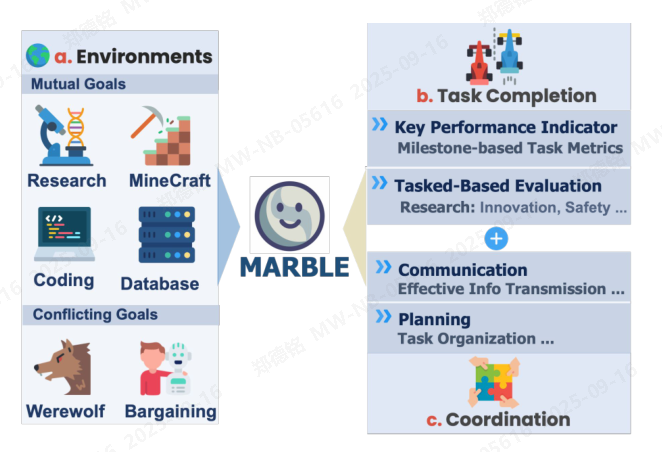 a. Environments
Mutual Goals
Research MineCraft
</>
Coding Database
Conflicting Goals
Werewolf Bargaining
MARBLE
b. Task Completion
Key Performance Indicator
Milestone-based Task Metrics
Tasked-Based Evaluation
Research: Innovation, Safety ...
+
Communication
Effective Info Transmission ...
Planning
Task Organization ...
c. Coordination
郑德铭 MW-NB-05616 2025-09-16